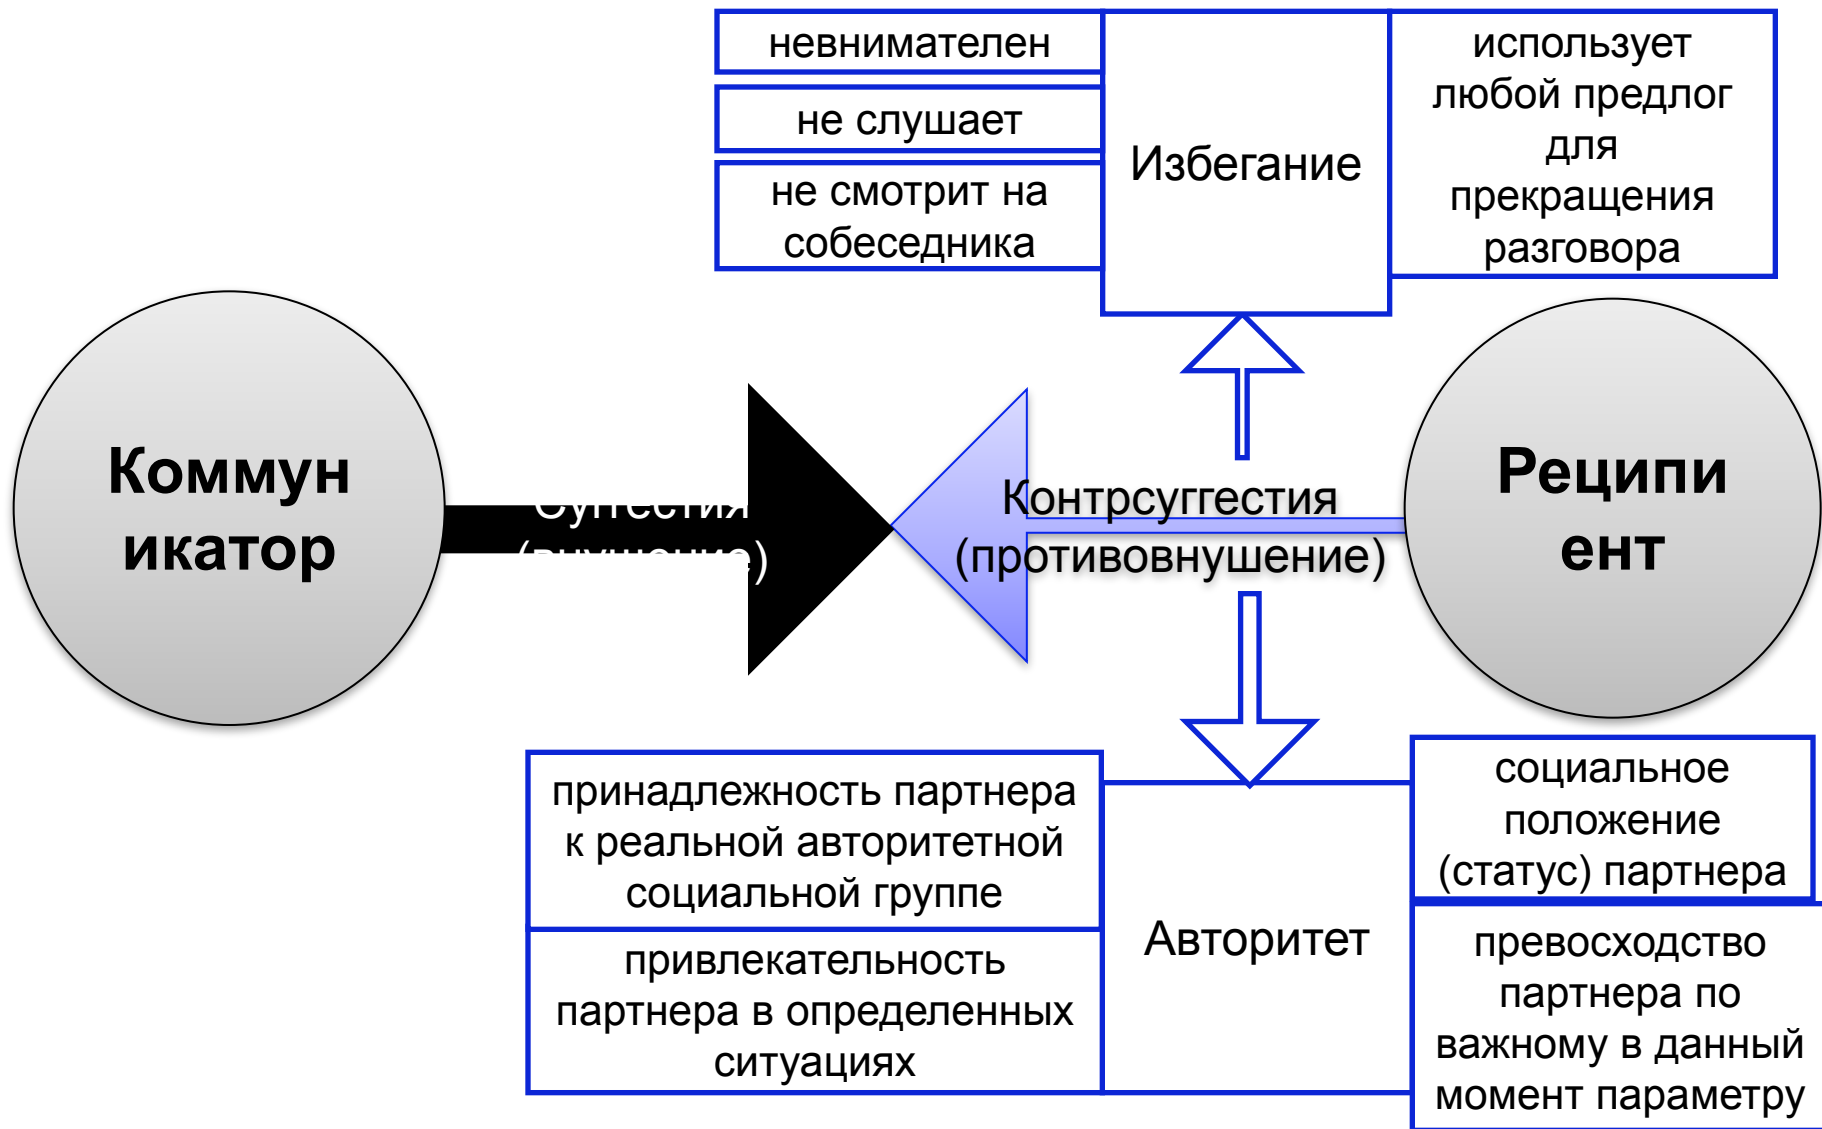 невнимателен
не слушает
не смотрит на
собеседника
Избегание
использует
любой предлог
для
прекращения
разговора
Коммун
икатор
Суггестия
(внушение)
Контрсуггестия
(противовнушение)
Реципи
ент
принадлежность партнера
к реальной авторитетной
социальной группе
привлекательность
партнера в определенных
ситуациях
Авторитет
социальное
положение
(статус) партнера
превосходство
партнера по
важному в данный
момент параметру